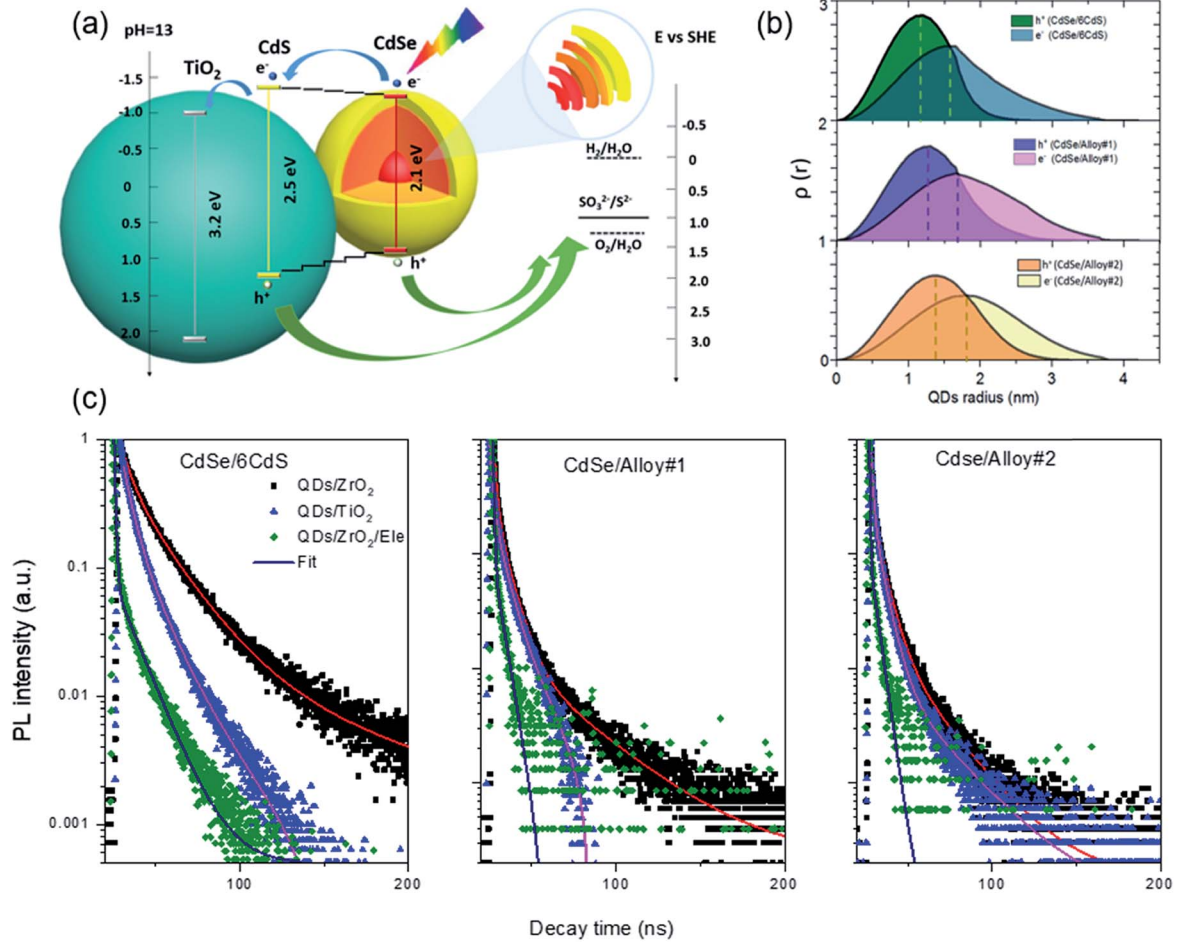 (a)
pH=13
TiO2
CdS
CdSe
e-
e-
E vs SHE
-1.5
-1.0
-0.5
0
0.5
1.0
1.5
2.0
3.2 eV
2.5 eV
2.1 eV
h+
h+
H2/H2O
SO3 2-/S2-
O2/H2O
-0.5
0
0.5
1.0
1.5
2.0
3.0
(b)
3
h+ (CdSe/6CdS)
e- (CdSe/6CdS)
2
h+ (CdSe/Alloy#1)
e- (CdSe/Alloy#1)
ρ (r)
1
h+ (CdSe/Alloy#2)
e- (CdSe/Alloy#2)
0
0 1 2 3 4
QDs radius (nm)
(c)
PL intensity (a.u.)
1
0.1
0.01
0.001
CdSe/6CdS
QDs/ZrO2
QDs/TiO2
QDs/ZrO2/Ele
Fit
100 200
CdSe/Alloy#1
100 200
Cdse/Alloy#2
100 200
Decay time (ns)